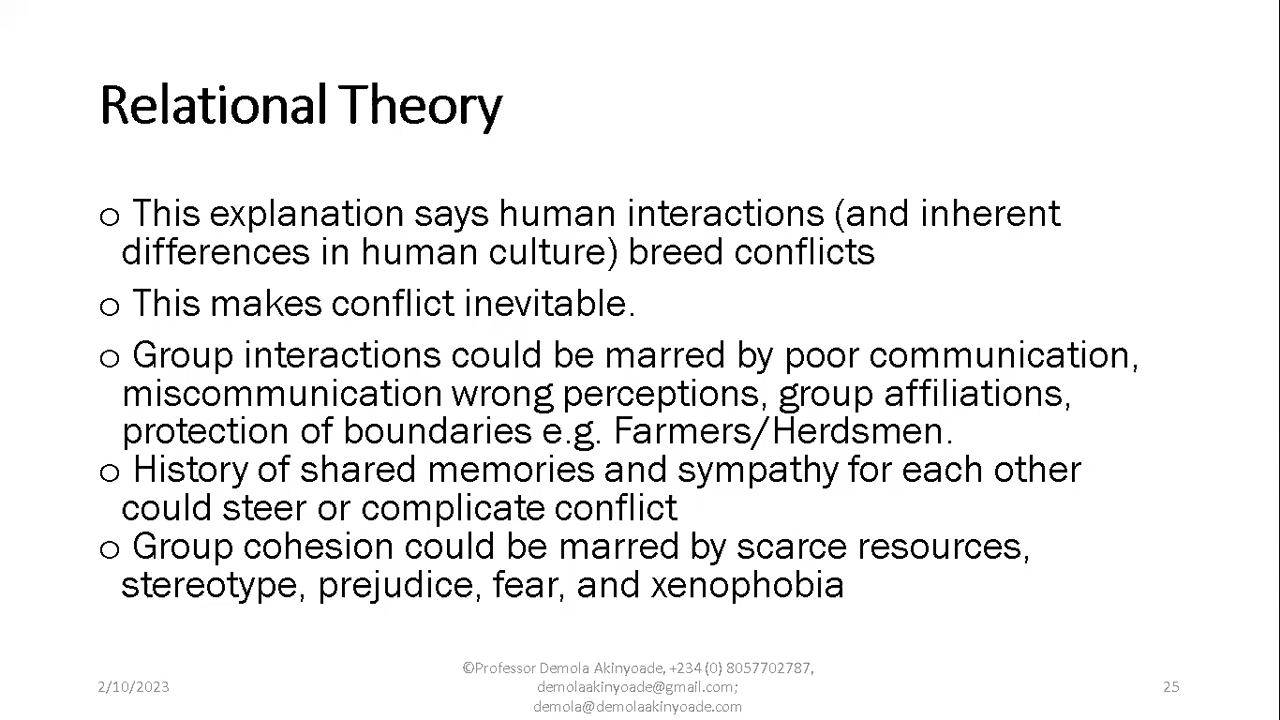 Relational Theory
o This explanation says human interactions (and inherent
differences in human culture) breed conflicts
o This makes conflict inevitable.
o Group interactions could be marred by poor communication,
miscommunication wrong perceptions, group affiliations,
protection of boundaries e.g. Farmers/Herdsmen.
o History of shared memories and sympathy for each other
could steer or complicate conflict
o Group cohesion could be marred by scarce resources,
stereotype, prejudice, fear, and xenophobia
2/10/2023
©Professor Demola Akinyoade, +234 (0) 8057702787,
demolaakinyoade@gmail.com;
demola@demolaakinyoade.com
25